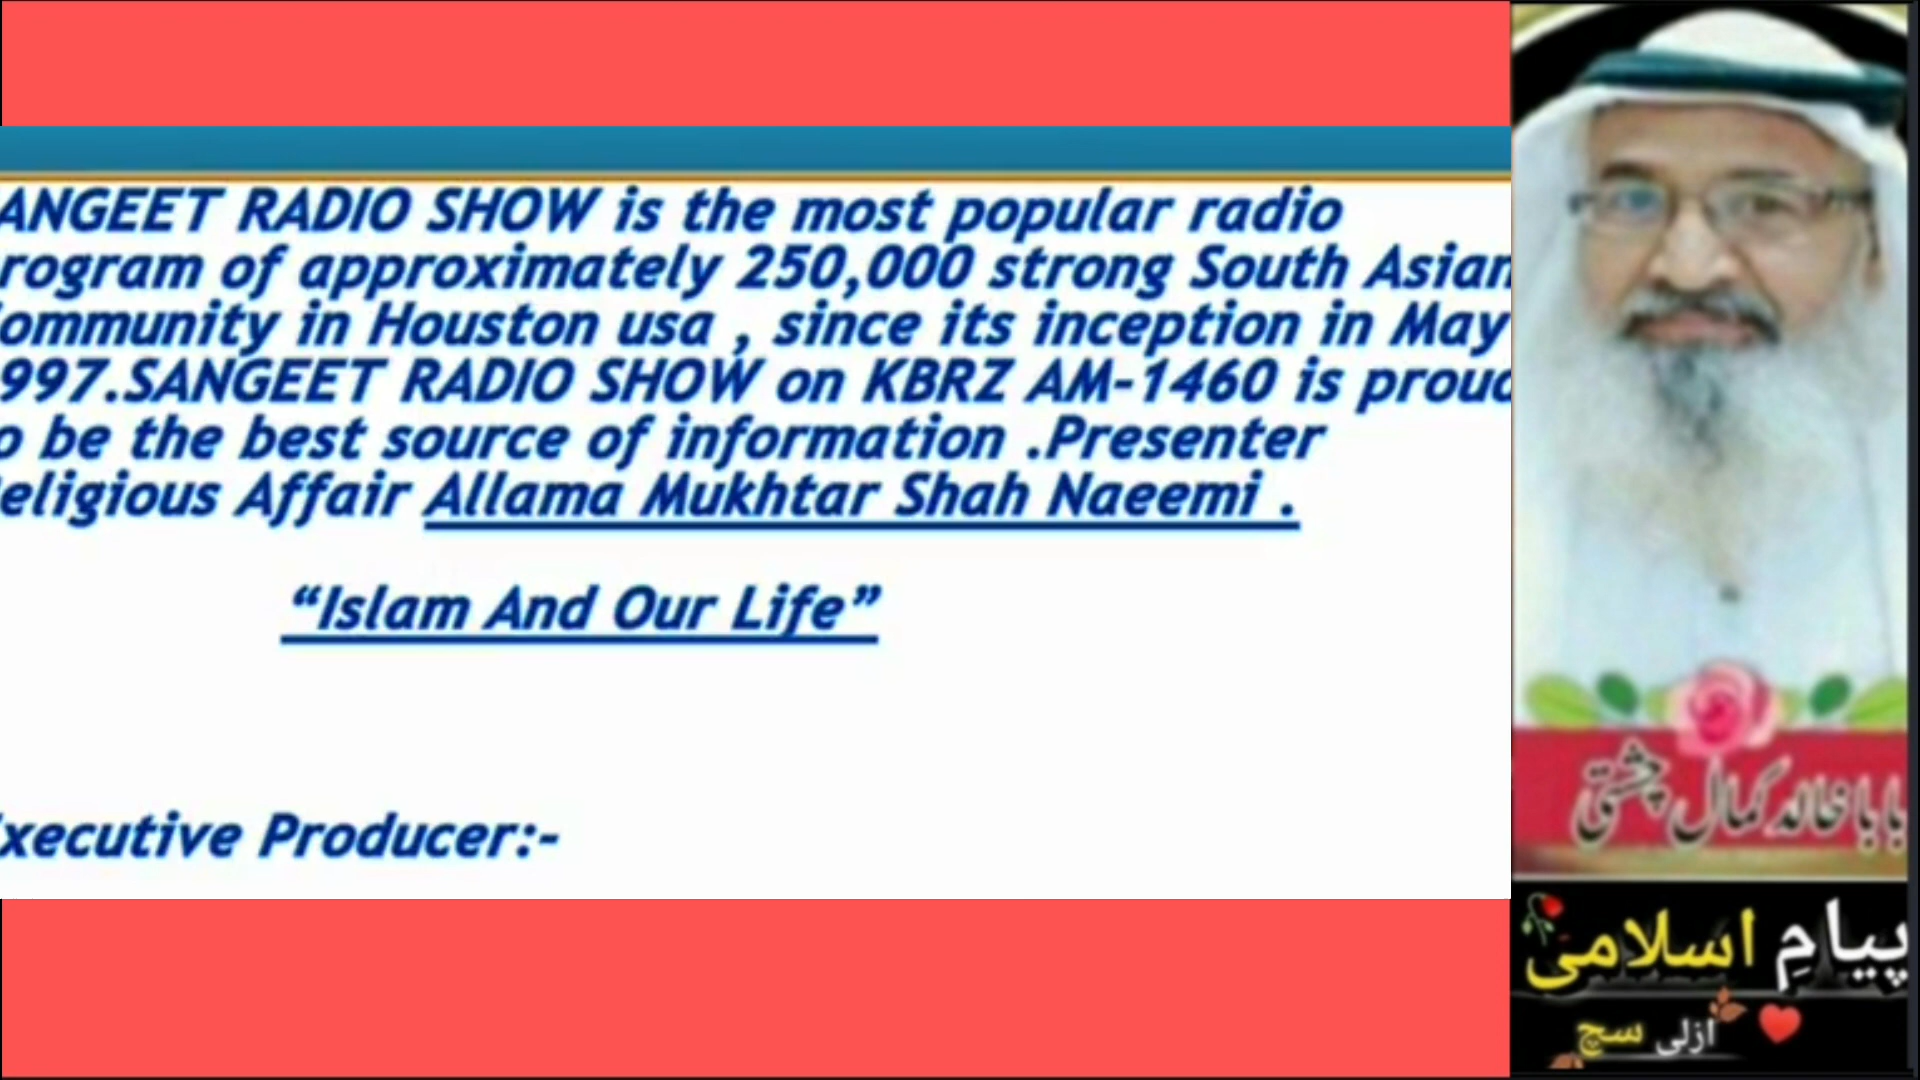 ANGEET RADIO SHOW is the most popular radio
rogram of approximately 250,000 strong South Asian
ommunity in Houston usa , since its inception in May
997.SANGEET RADIO SHOW on KBRZ AM-1460 is proud
o be the best source of information .Presenter
eligious Affair Allama Mukhtar Shah Naeemi .
“Islam And Our Life”
xecutive Producer:-
بابا خالد کمال چشتی
پیامِ اسلامی
ازلی سچ